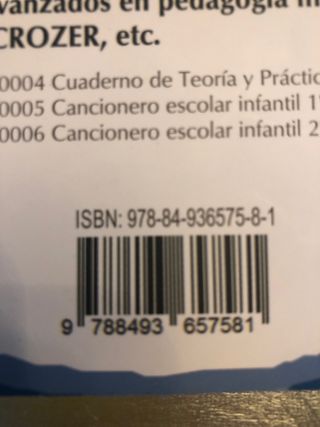 avanzados en pedagogía m
CROZER, etc.
0004 Cuaderno de Teoría y Práctic
0005 Cancionero escolar infantil 1
0006 Cancionero escolar infantil 2
ISBN: 978-84-936575-8-1
9 788493 657581